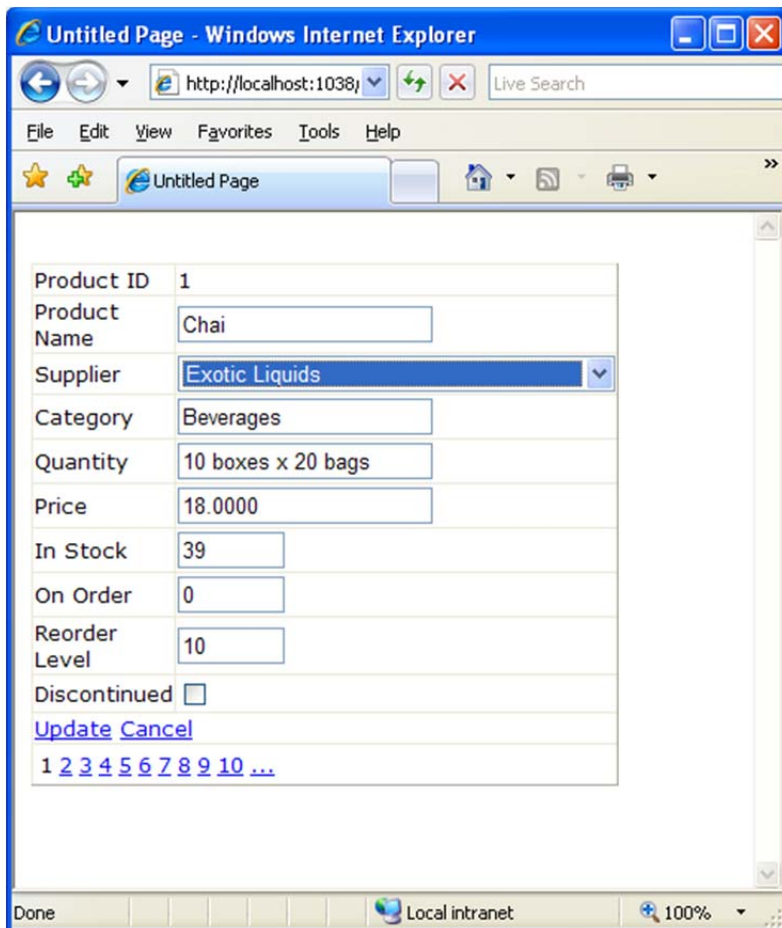 Untitled Page - Windows Internet Explorer
http://localhost:1038/
Live Search
File Edit View Favorites Tools Help
Untitled Page
»
Product ID 1
Product
Name
Chai
Supplier Exotic Liquids
Category Beverages
Quantity 10 boxes x 20 bags
Price 18.0000
In Stock 39
On Order 0
Reorder
Level
10
Discontinued
Update Cancel
1 2 3 4 5 6 7 8 9 10 ...
Done Local intranet 100%